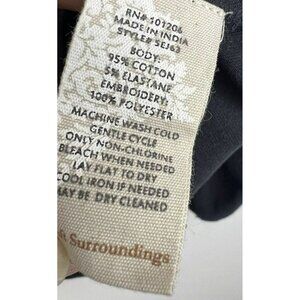 RN# 101206
MADE IN INDIA
STYLE# SEJ63
BODY:
95% COTTON
5% ELASTANE
EMBROIDERY:
100% POLYESTER
MACHINE WASH COLD
GENTLE CYCLE
ONLY NON-CHLORINE
BLEACH WHEN NEEDED
LAY FLAT TO DRY
COOL IRON IF NEEDED
MAY BE DRY CLEANED
& Surroundings